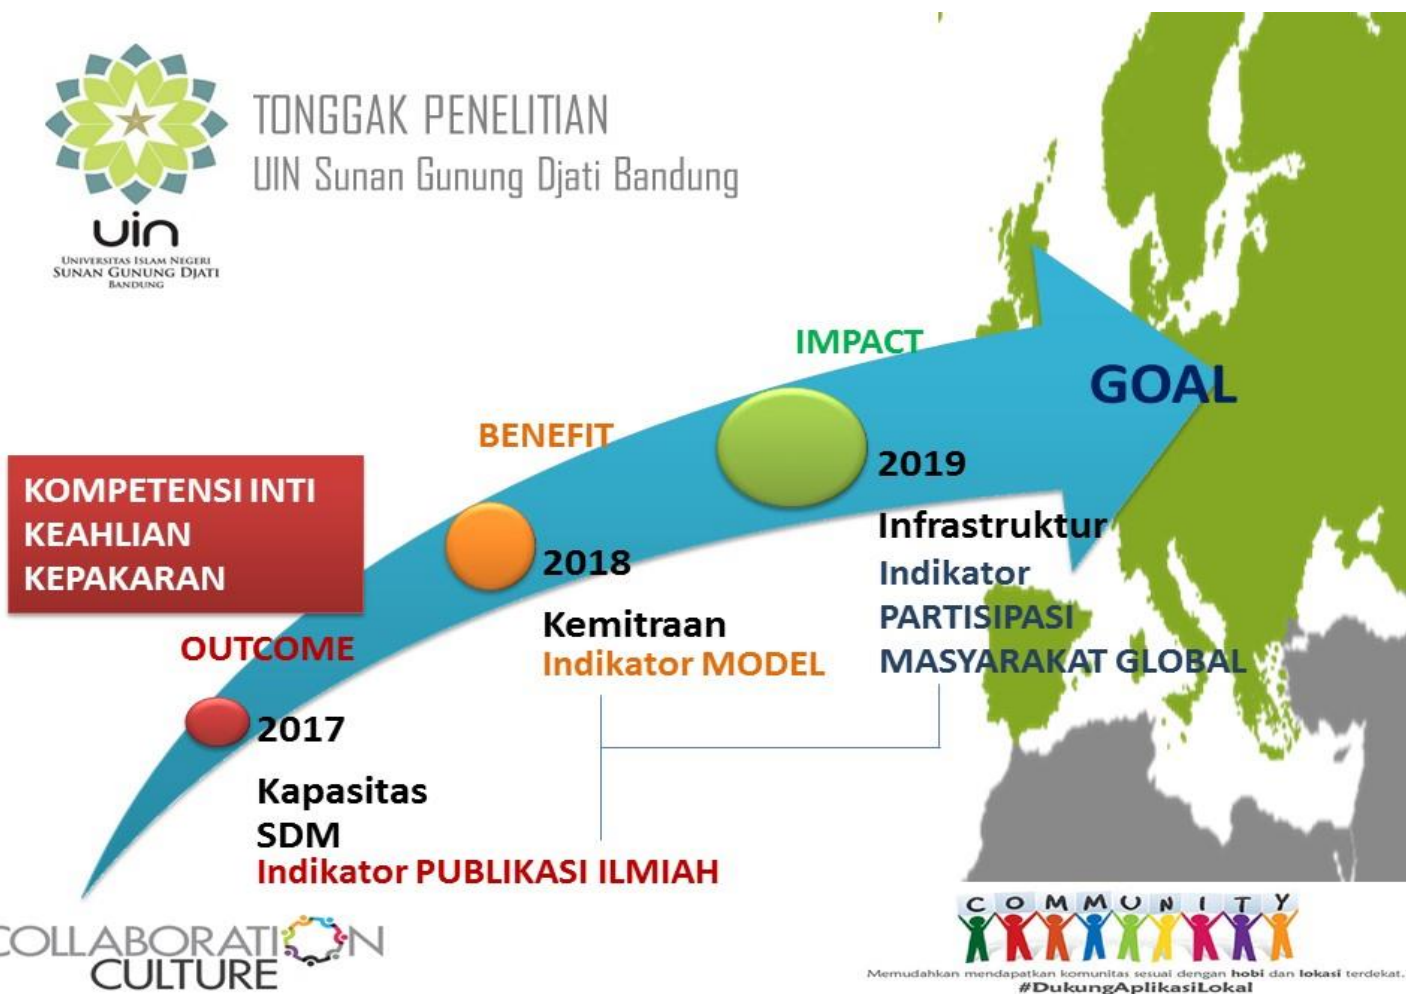 TONGGAK PENELITIAN
UIN Sunan Gunung Djati Bandung
uin
UNIVERSITAS ISLAM NEGERI
SUNAN GUNUNG DJATI
BANDUNG
IMPACT
GOAL
BENEFIT
2019
KOMPETENSI INTI
KEAHLIAN
KEPAKARAN
Infrastruktur
Indikator
PARTISIPASI
MASYARAKAT GLOBAL
2018
Kemitraan
Indikator MODEL
OUTCOME
2017
Kapasitas
SDM
Indikator PUBLIKASI ILMIAH
COLLABORATION
CULTURE
COMMUNITY
Memudahkan mendapatkan komunitas sesuai dengan hobi dan lokasi terdekat.
#DukungAplikasiLokal